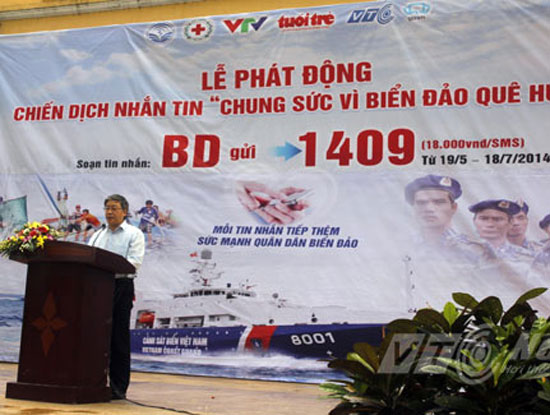 VTV
tuổi trẻ
VTC
LỄ PHÁT ĐỘNG
CHIẾN DỊCH NHẮN TIN "CHUNG SỨC VÌ BIỂN ĐẢO QUÊ HƯ
Soạn tin nhắn: BD gửi 1409 (18.000vnd/SMS)
Từ 19/5 - 18/7/2014
MỖI TIN NHẮN TIẾP THÊM
SỨC MẠNH QUÂN DÂN BIỂN ĐẢO
8001
CẢNH SÁT BIỂN VIỆT NAM
VIETNAM COAST GUARD
VTC